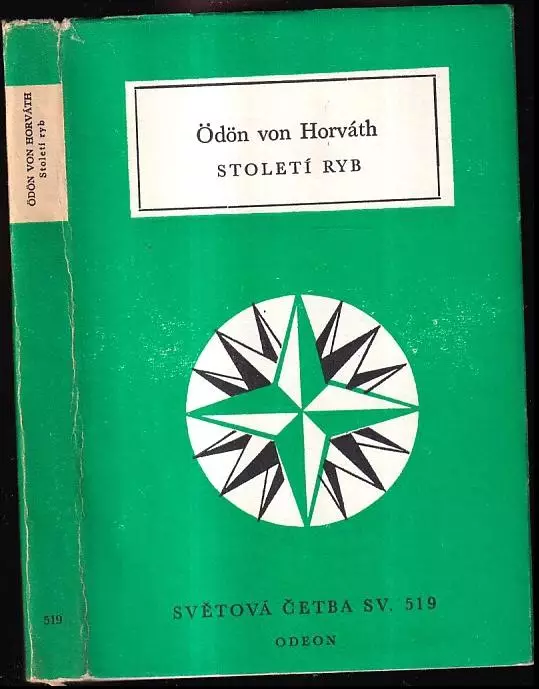 ÖDÖN VON HORVÁTH
Století ryb
519
Ödön von Horváth
STOLETÍ RYB
SVĚTOVÁ ČETBA SV. 519
ODEON